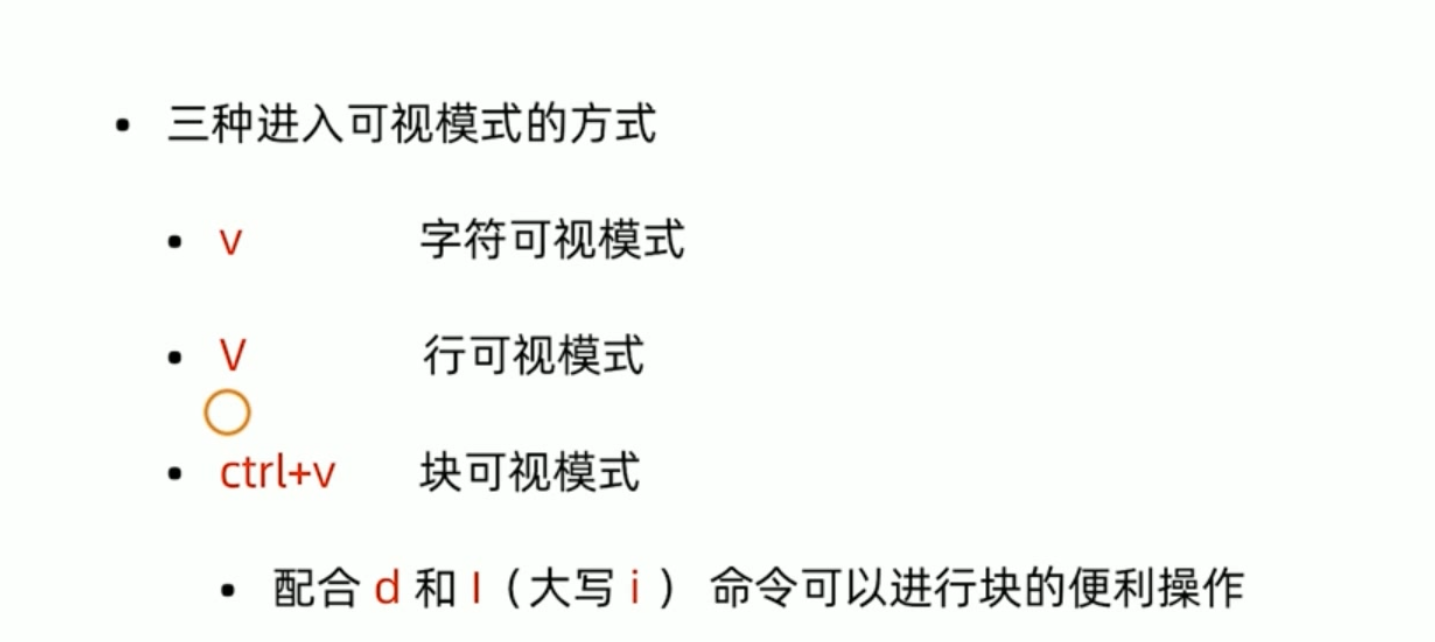 • 三种进入可视模式的方式
• v 字符可视模式
• V 行可视模式
• ctrl+v 块可视模式
• 配合 d 和 I（大写 i ） 命令可以进行块的便利操作